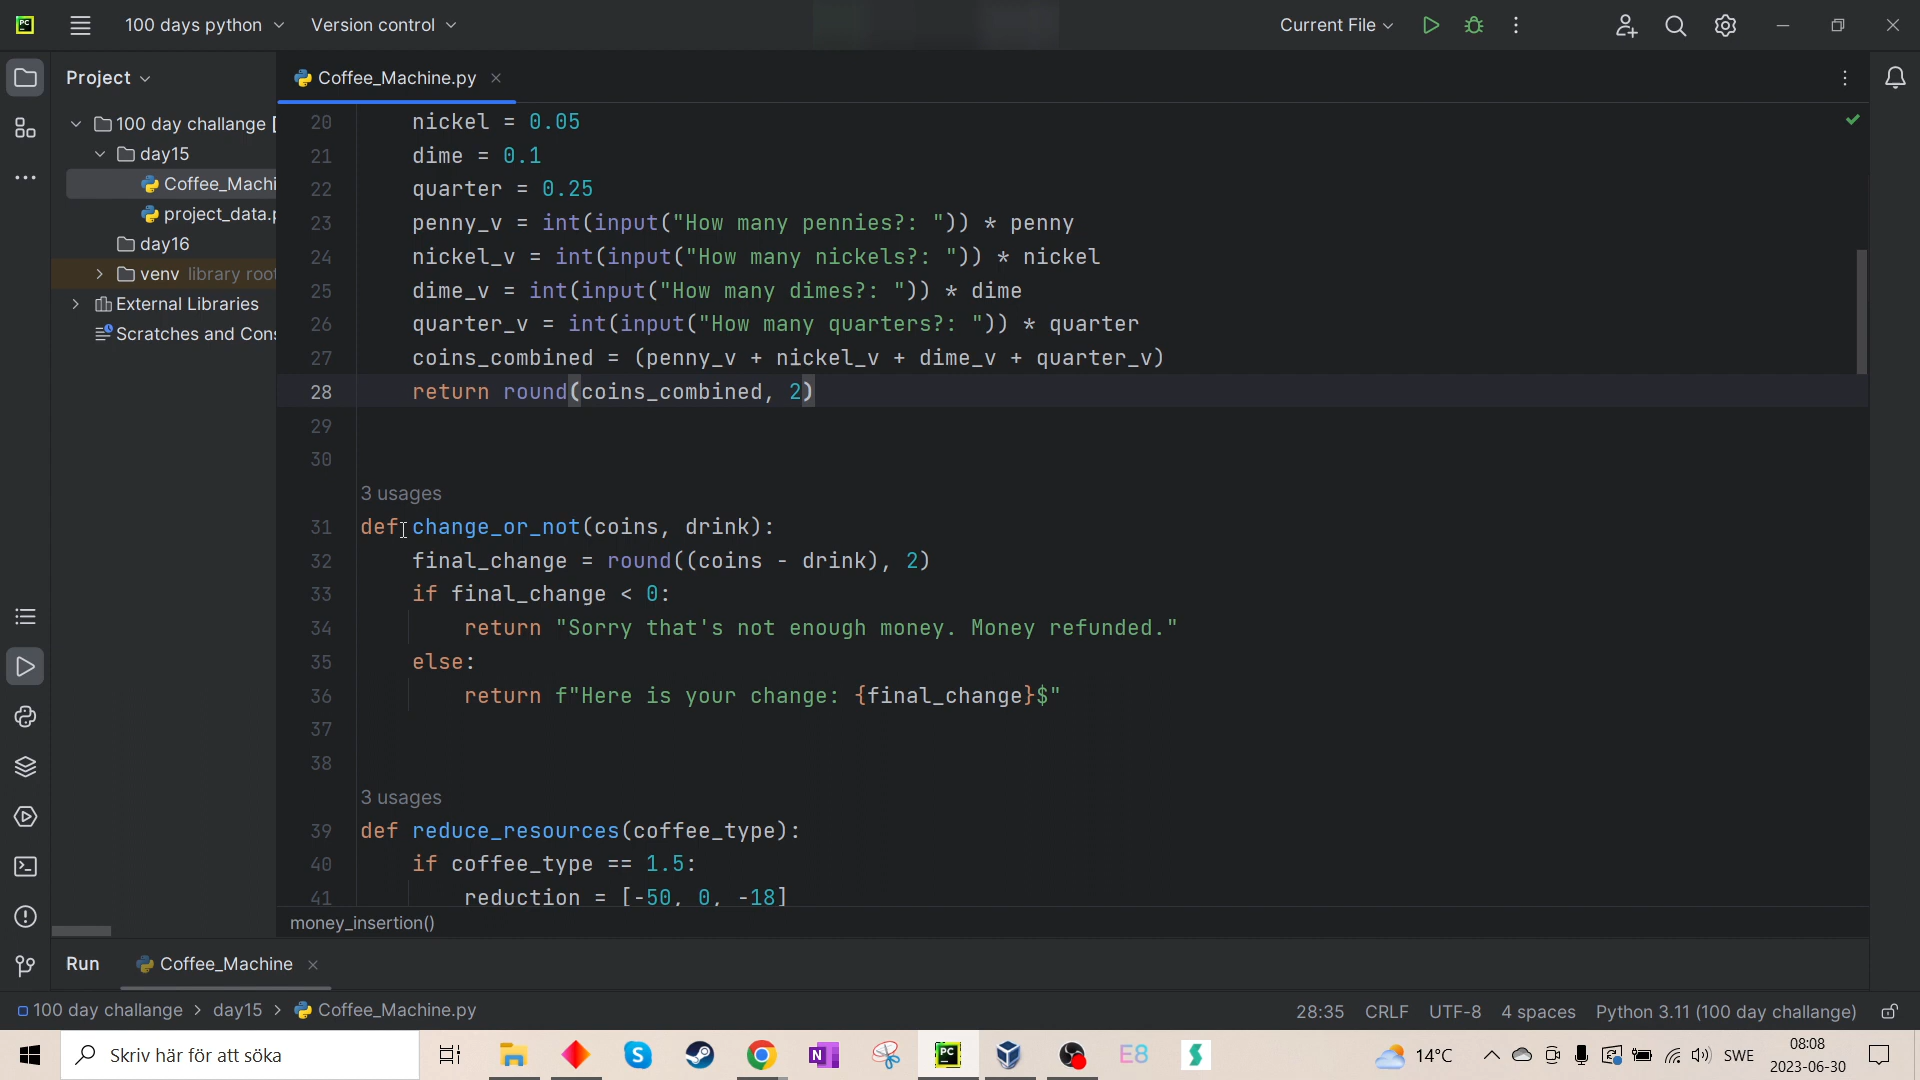 100 days python
Version control
Current File
Project
Coffee_Machine.py
100 day challange [
day15
Coffee_Machi
project_data.p
day16
venv library root
External Libraries
Scratches and Cons
20 nickel = 0.05
21 dime = 0.1
22 quarter = 0.25
23 penny_v = int(input("How many pennies?: ")) * penny
24 nickel_v = int(input("How many nickels?: ")) * nickel
25 dime_v = int(input("How many dimes?: ")) * dime
26 quarter_v = int(input("How many quarters?: ")) * quarter
27 coins_combined = (penny_v + nickel_v + dime_v + quarter_v)
28 return round(coins_combined, 2)
29
30
3 usages
31 def change_or_not(coins, drink):
32 final_change = round((coins - drink), 2)
33 if final_change < 0:
34 return "Sorry that's not enough money. Money refunded."
35 else:
36 return f"Here is your change: {final_change}$"
37
38
3 usages
39 def reduce_resources(coffee_type):
40 if coffee_type == 1.5:
41 reduction = [-50, 0, -18]
money_insertion()
Run
Coffee_Machine
100 day challange > day15 > Coffee_Machine.py
28:35 CRLF UTF-8 4 spaces Python 3.11 (100 day challange)
Skriv här för att söka
14°C
SWE
08:08
2023-06-30